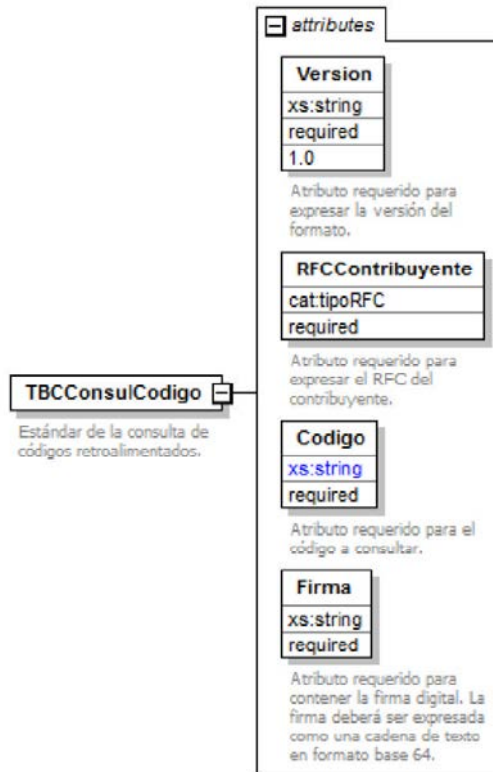 attributes
Version
xs:string
required
1.0
Atributo requerido para
expresar la versión del
formato.
RFCContribuyente
cat:tipoRFC
required
Atributo requerido para
expresar el RFC del
contribuyente.
TBCConsulCodigo
Estándar de la consulta de
códigos retroalimentados.
Codigo
xs:string
required
Atributo requerido para el
código a consultar.
Firma
xs:string
required
Atributo requerido para
contener la firma digital. La
firma deberá ser expresada
como una cadena de texto
en formato base 64.